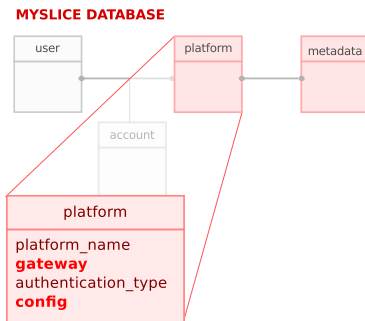 MYSLICE DATABASE
user
platform
metadata
account
platform
platform_name
gateway
authentication_type
config